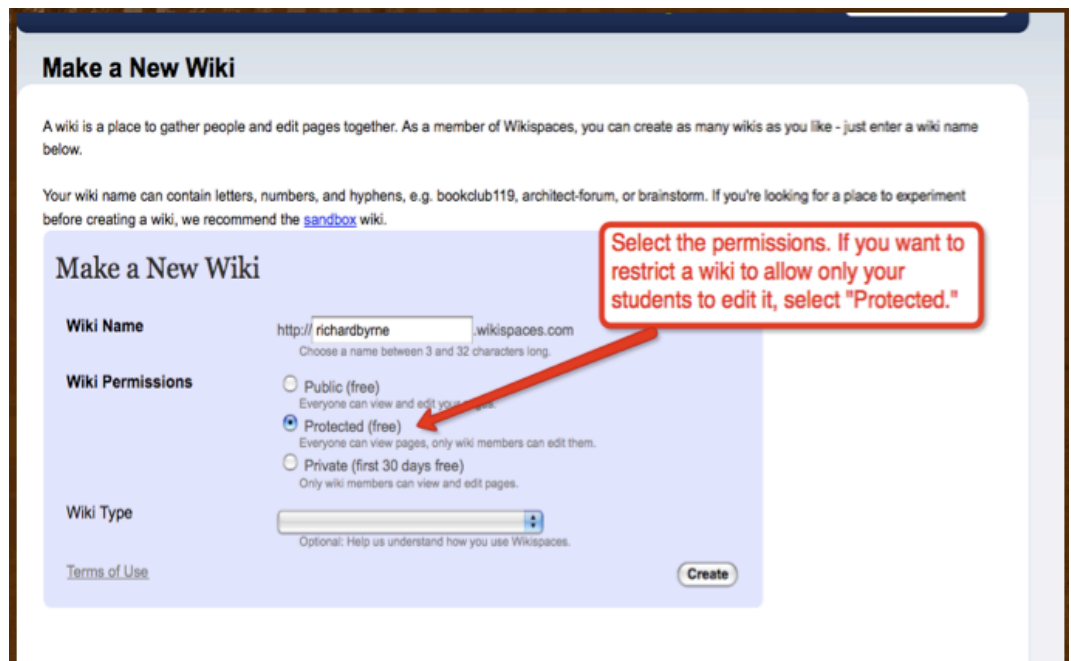 Make a New Wiki
A wiki is a place to gather people and edit pages together. As a member of Wikispaces, you can create as many wikis as you like - just enter a wiki name
below.
Your wiki name can contain letters, numbers, and hyphens, e.g. bookclub119, architect-forum, or brainstorm. If you're looking for a place to experiment
before creating a wiki, we recommend the sandbox wiki.
Select the permissions. If you want to
restrict a wiki to allow only your
students to edit it, select "Protected."
Make a New Wiki
Wiki Name http:// richardbyrne .wikispaces.com
Choose a name between 3 and 32 characters long.
Wiki Permissions Public (free)
Everyone can view and edit your pages.
Protected (free)
Everyone can view pages, only wiki members can edit them.
Private (first 30 days free)
Only wiki members can view and edit pages.
Wiki Type
Optional: Help us understand how you use Wikispaces.
Terms of Use Create